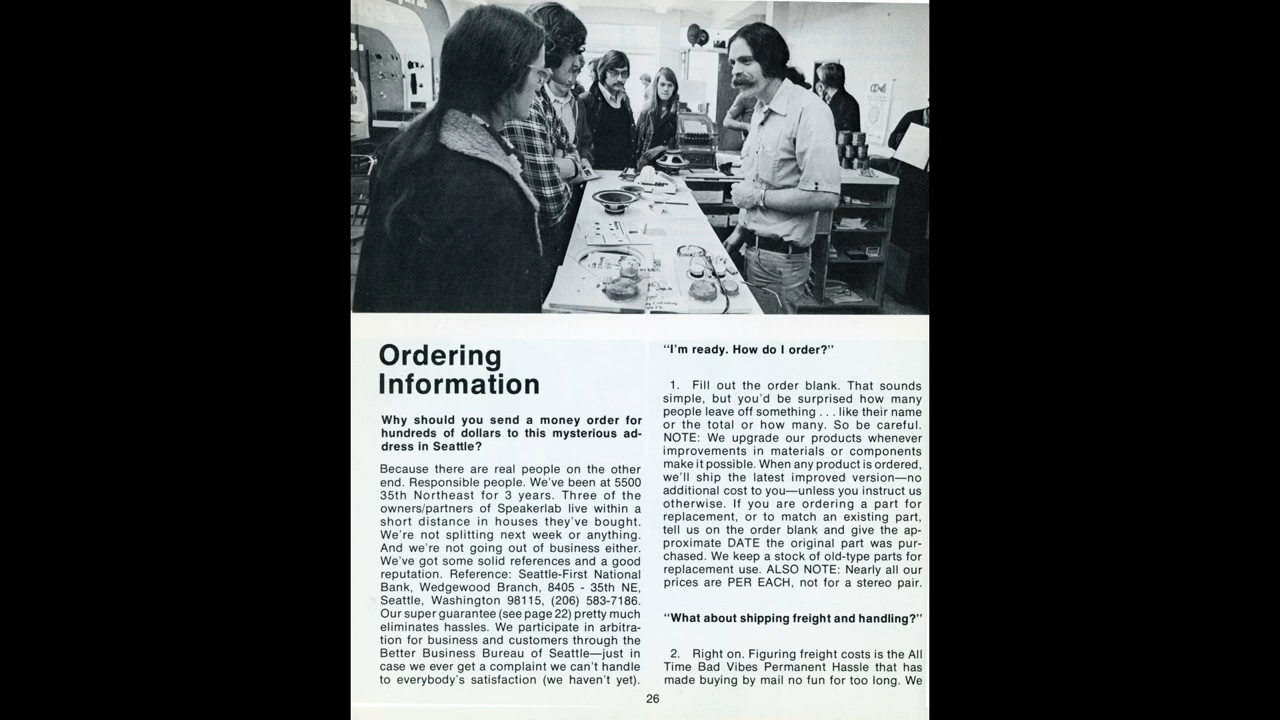 Ordering
Information
Why should you send a money order for
hundreds of dollars to this mysterious ad-
dress in Seattle?
Because there are real people on the other
end. Responsible people. We've been at 5500
35th Northeast for 3 years. Three of the
owners/partners of Speakerlab live within a
short distance in houses they've bought.
We're not splitting next week or anything.
And we're not going out of business either.
We've got some solid references and a good
reputation. Reference: Seattle-First National
Bank, Wedgewood Branch, 8405 - 35th NE,
Seattle, Washington 98115, (206) 583-7186.
Our super guarantee (see page 22) pretty much
eliminates hassles. We participate in arbitra-
tion for business and customers through the
Better Business Bureau of Seattle—just in
case we ever get a complaint we can't handle
to everybody's satisfaction (we haven't yet).
"I'm ready. How do I order?"
1. Fill out the order blank. That sounds
simple, but you'd be surprised how many
people leave off something . . . like their name
or the total or how many. So be careful.
NOTE: We upgrade our products whenever
improvements in materials or components
make it possible. When any product is ordered,
we'll ship the latest improved version—no
additional cost to you—unless you instruct us
otherwise. If you are ordering a part for
replacement, or to match an existing part,
tell us on the order blank and give the ap-
proximate DATE the original part was pur-
chased. We keep a stock of old-type parts for
replacement use. ALSO NOTE: Nearly all our
prices are PER EACH, not for a stereo pair.
"What about shipping freight and handling?"
2. Right on. Figuring freight costs is the All
Time Bad Vibes Permanent Hassle that has
made buying by mail no fun for too long. We
26